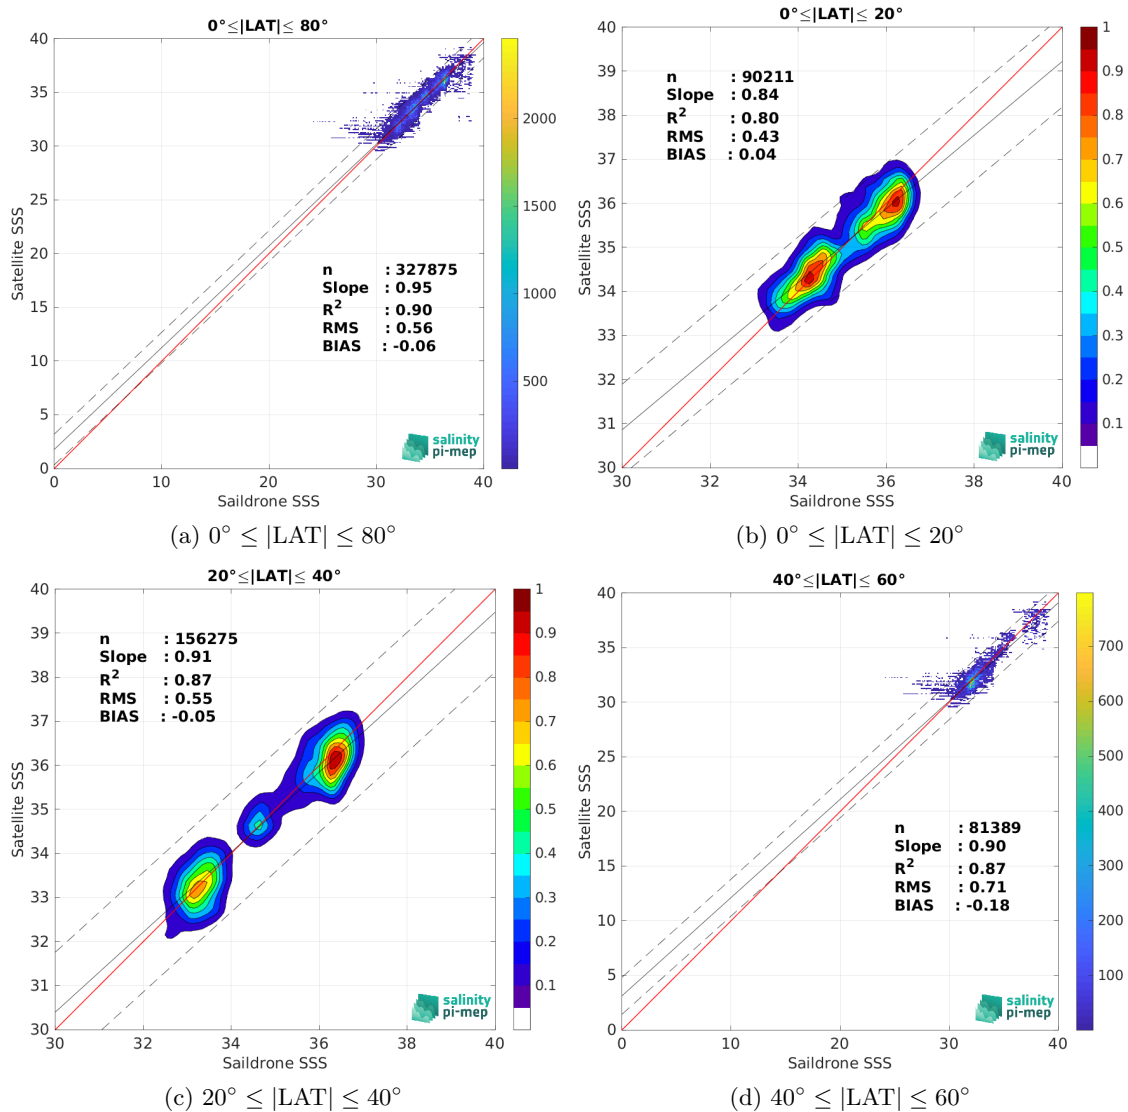 0°≤|LAT|≤ 80°
40
35
30
25
20
15
10
5
0
0
10
20
30
40
Satellite SSS
Saildrone SSS
n : 327875
Slope : 0.95
R² : 0.90
RMS : 0.56
BIAS : -0.06
2000
1500
1000
500
salinity
pi-mep
(a) 0° ≤ |LAT| ≤ 80°
0°≤|LAT|≤ 20°
40
39
38
37
36
35
34
33
32
31
30
30
32
34
36
38
40
Satellite SSS
Saildrone SSS
n : 90211
Slope : 0.84
R² : 0.80
RMS : 0.43
BIAS : 0.04
1
0.9
0.8
0.7
0.6
0.5
0.4
0.3
0.2
0.1
salinity
pi-mep
(b) 0° ≤ |LAT| ≤ 20°
20°≤|LAT|≤ 40°
40
39
38
37
36
35
34
33
32
31
30
30
32
34
36
38
40
Satellite SSS
Saildrone SSS
n : 156275
Slope : 0.91
R² : 0.87
RMS : 0.55
BIAS : -0.05
1
0.9
0.8
0.7
0.6
0.5
0.4
0.3
0.2
0.1
salinity
pi-mep
(c) 20° ≤ |LAT| ≤ 40°
40°≤|LAT|≤ 60°
40
35
30
25
20
15
10
5
0
0
10
20
30
40
Satellite SSS
Saildrone SSS
n : 81389
Slope : 0.90
R² : 0.87
RMS : 0.71
BIAS : -0.18
700
600
500
400
300
200
100
salinity
pi-mep
(d) 40° ≤ |LAT| ≤ 60°